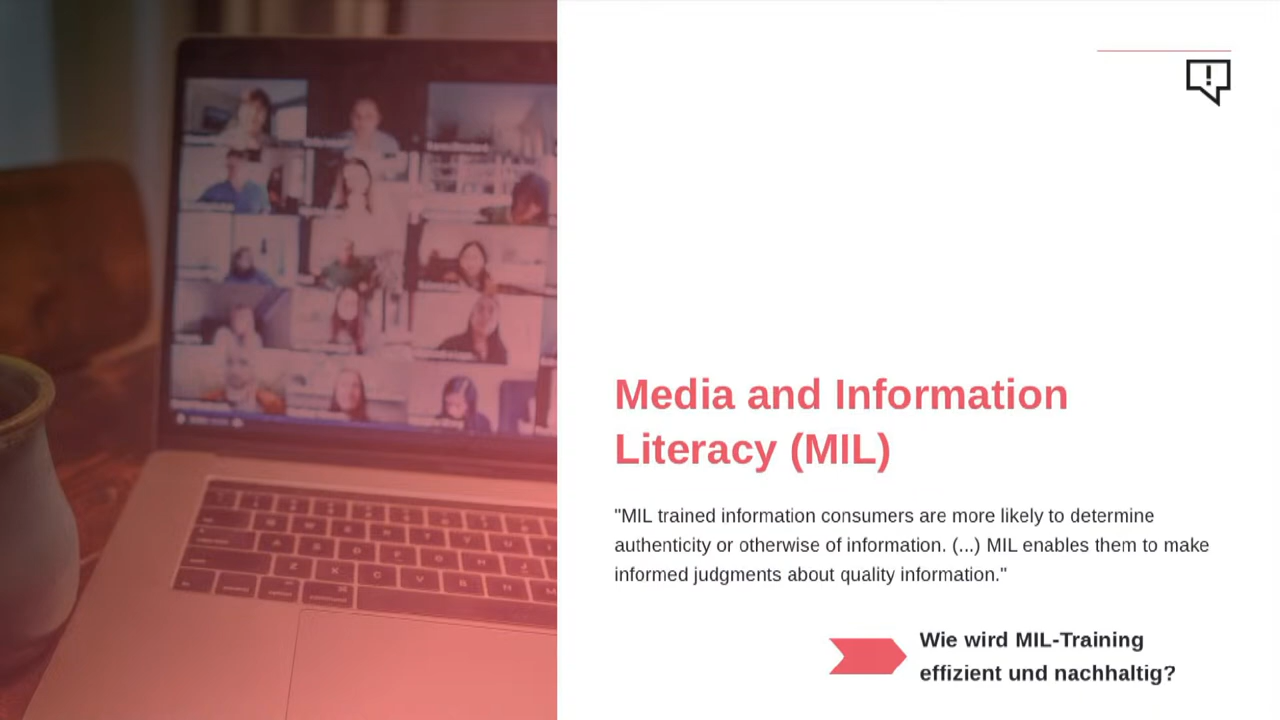 Media and Information
Literacy (MIL)
"MIL trained information consumers are more likely to determine
authenticity or otherwise of information. (...) MIL enables them to make
informed judgments about quality information."
Wie wird MIL-Training
effizient und nachhaltig?